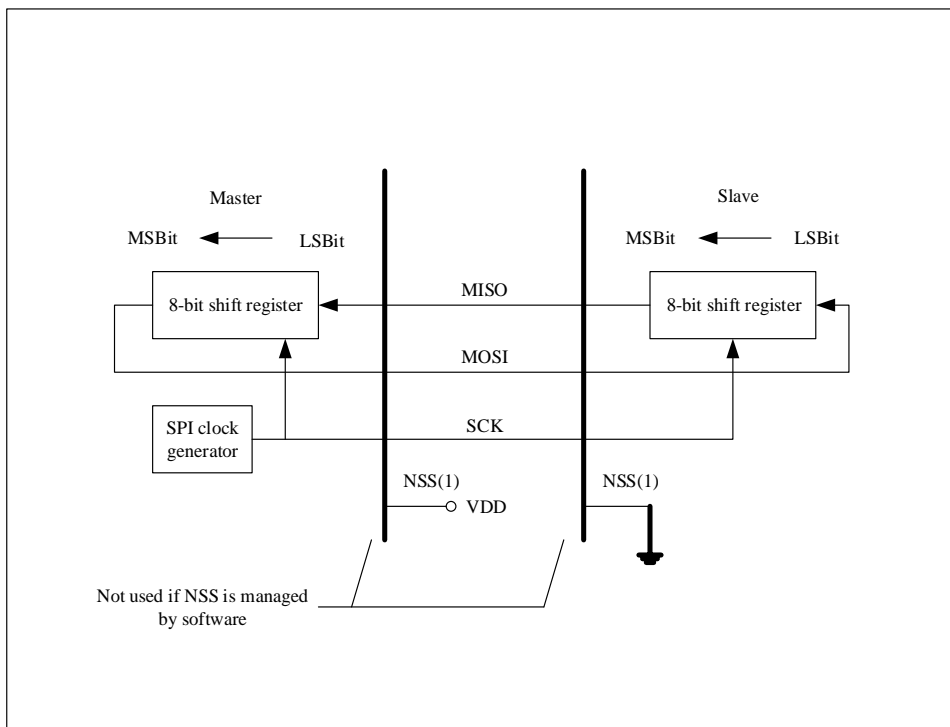 Master
Slave
MSBit
LSBit
MSBit
LSBit
8-bit shift register
MISO
8-bit shift register
MOSI
SPI clock
generator
SCK
NSS(1)
NSS(1)
VDD
Not used if NSS is managed
by software